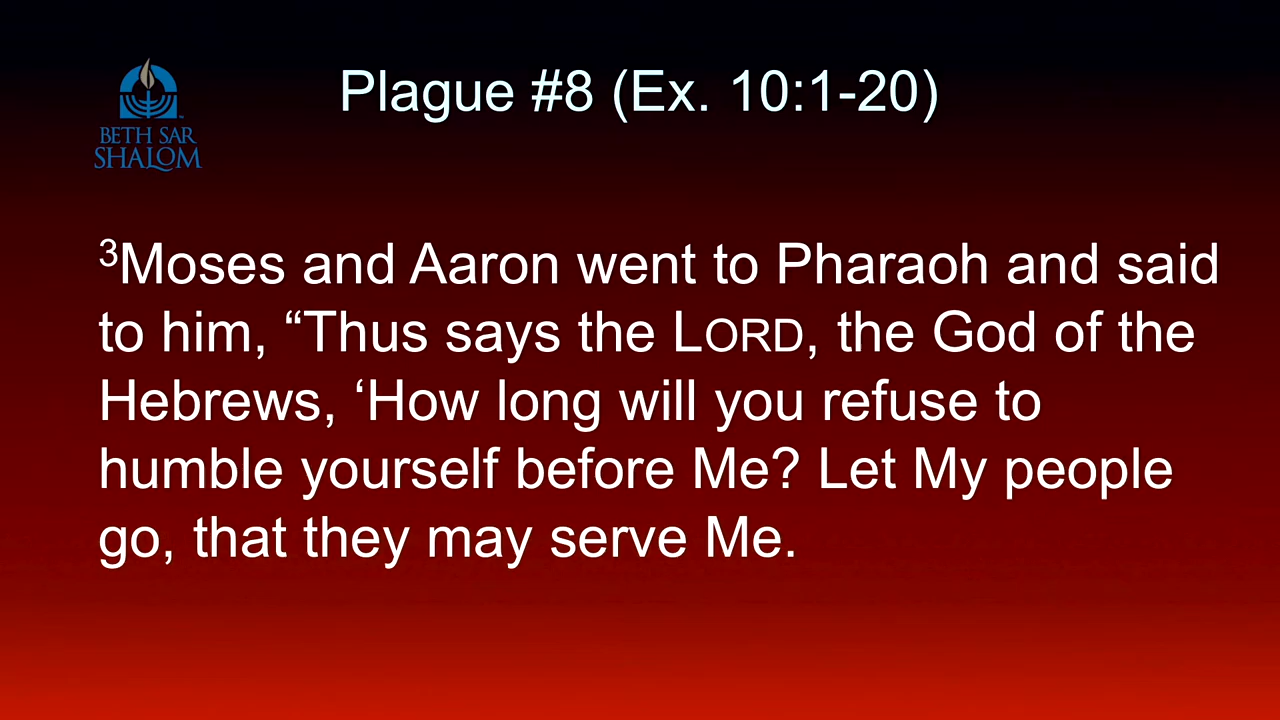 Plague #8 (Ex. 10:1-20)
BETH SAR
SHALOM
³Moses and Aaron went to Pharaoh and said
to him, “Thus says the LORD, the God of the
Hebrews, ‘How long will you refuse to
humble yourself before Me? Let My people
go, that they may serve Me.